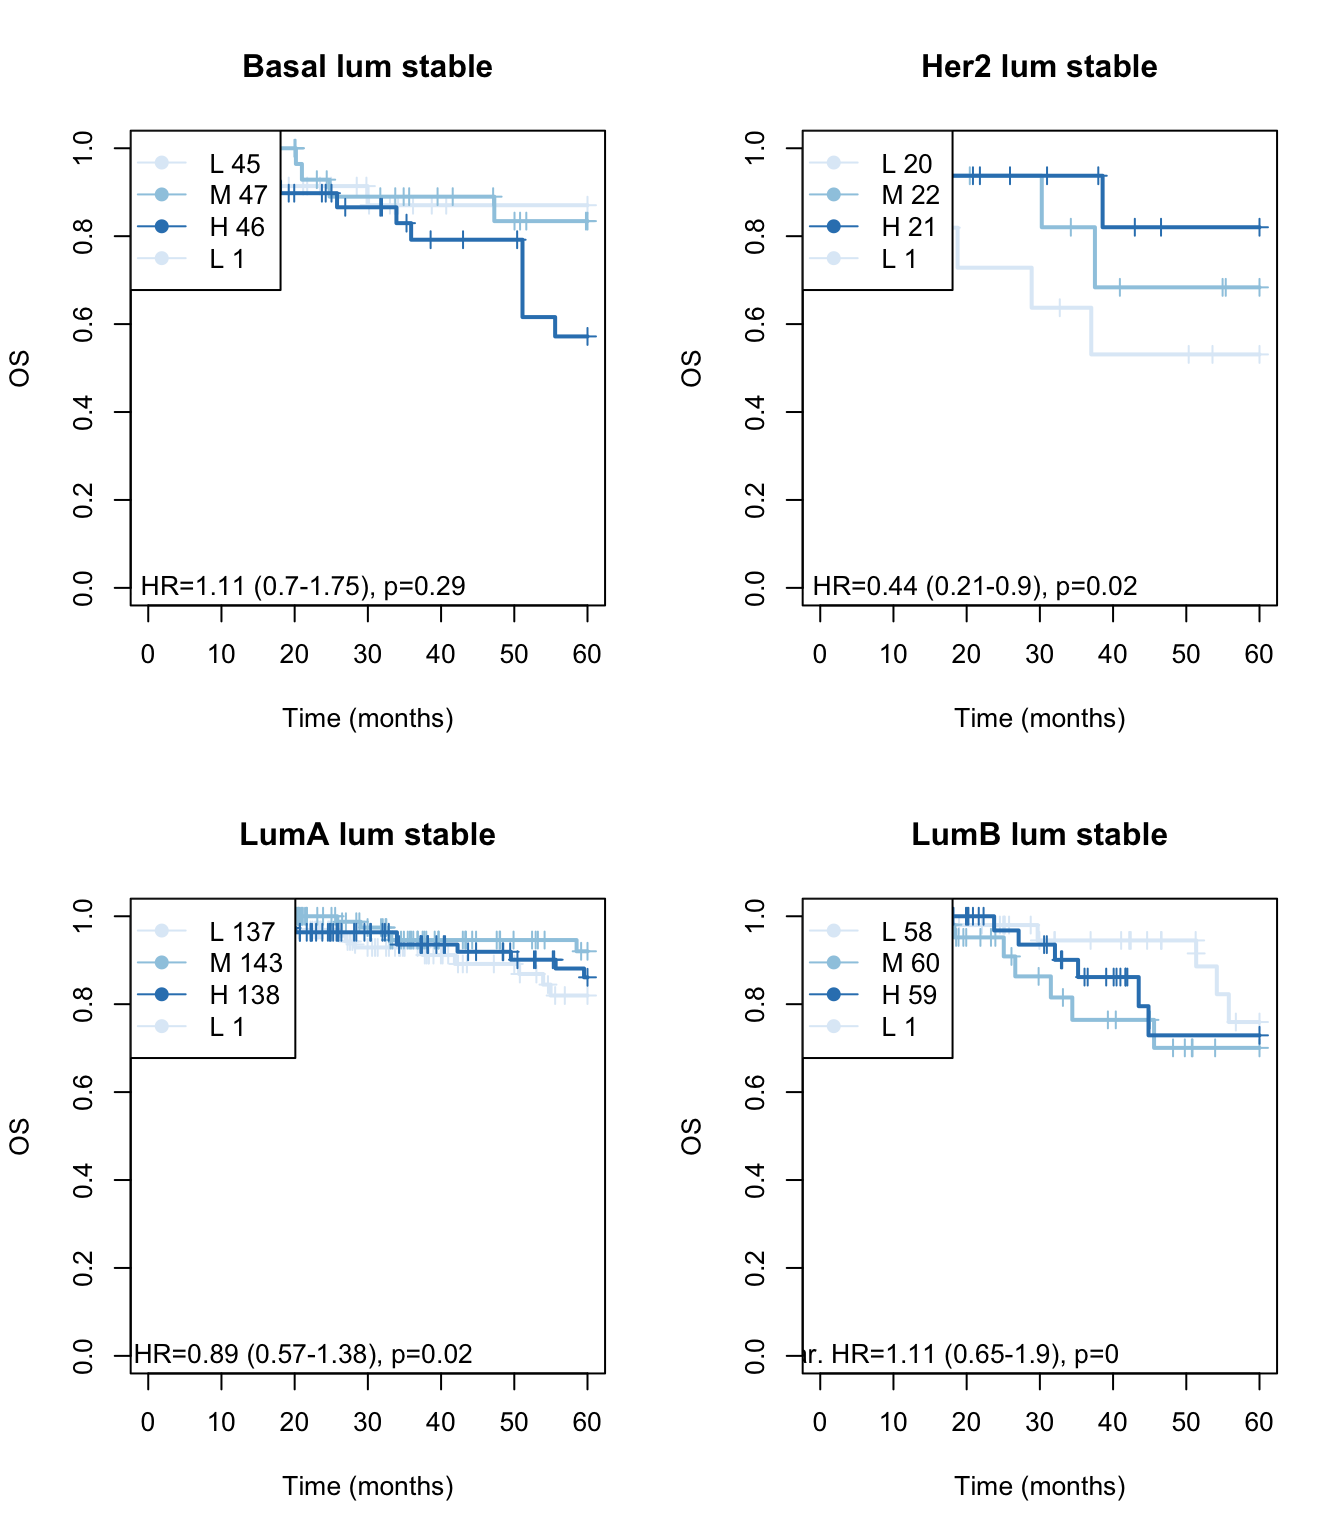 Basal lum stable
OS
1.0
0.8
0.6
0.4
0.2
0.0
L 45
M 47
H 46
L 1
HR=1.11 (0.7-1.75), p=0.29
0 10 20 30 40 50 60
Time (months)
Her2 lum stable
OS
1.0
0.8
0.6
0.4
0.2
0.0
L 20
M 22
H 21
L 1
HR=0.44 (0.21-0.9), p=0.02
0 10 20 30 40 50 60
Time (months)
LumA lum stable
OS
1.0
0.8
0.6
0.4
0.2
0.0
L 137
M 143
H 138
L 1
HR=0.89 (0.57-1.38), p=0.02
0 10 20 30 40 50 60
Time (months)
LumB lum stable
OS
1.0
0.8
0.6
0.4
0.2
0.0
L 58
M 60
H 59
L 1
HR=1.11 (0.65-1.9), p=0
0 10 20 30 40 50 60
Time (months)